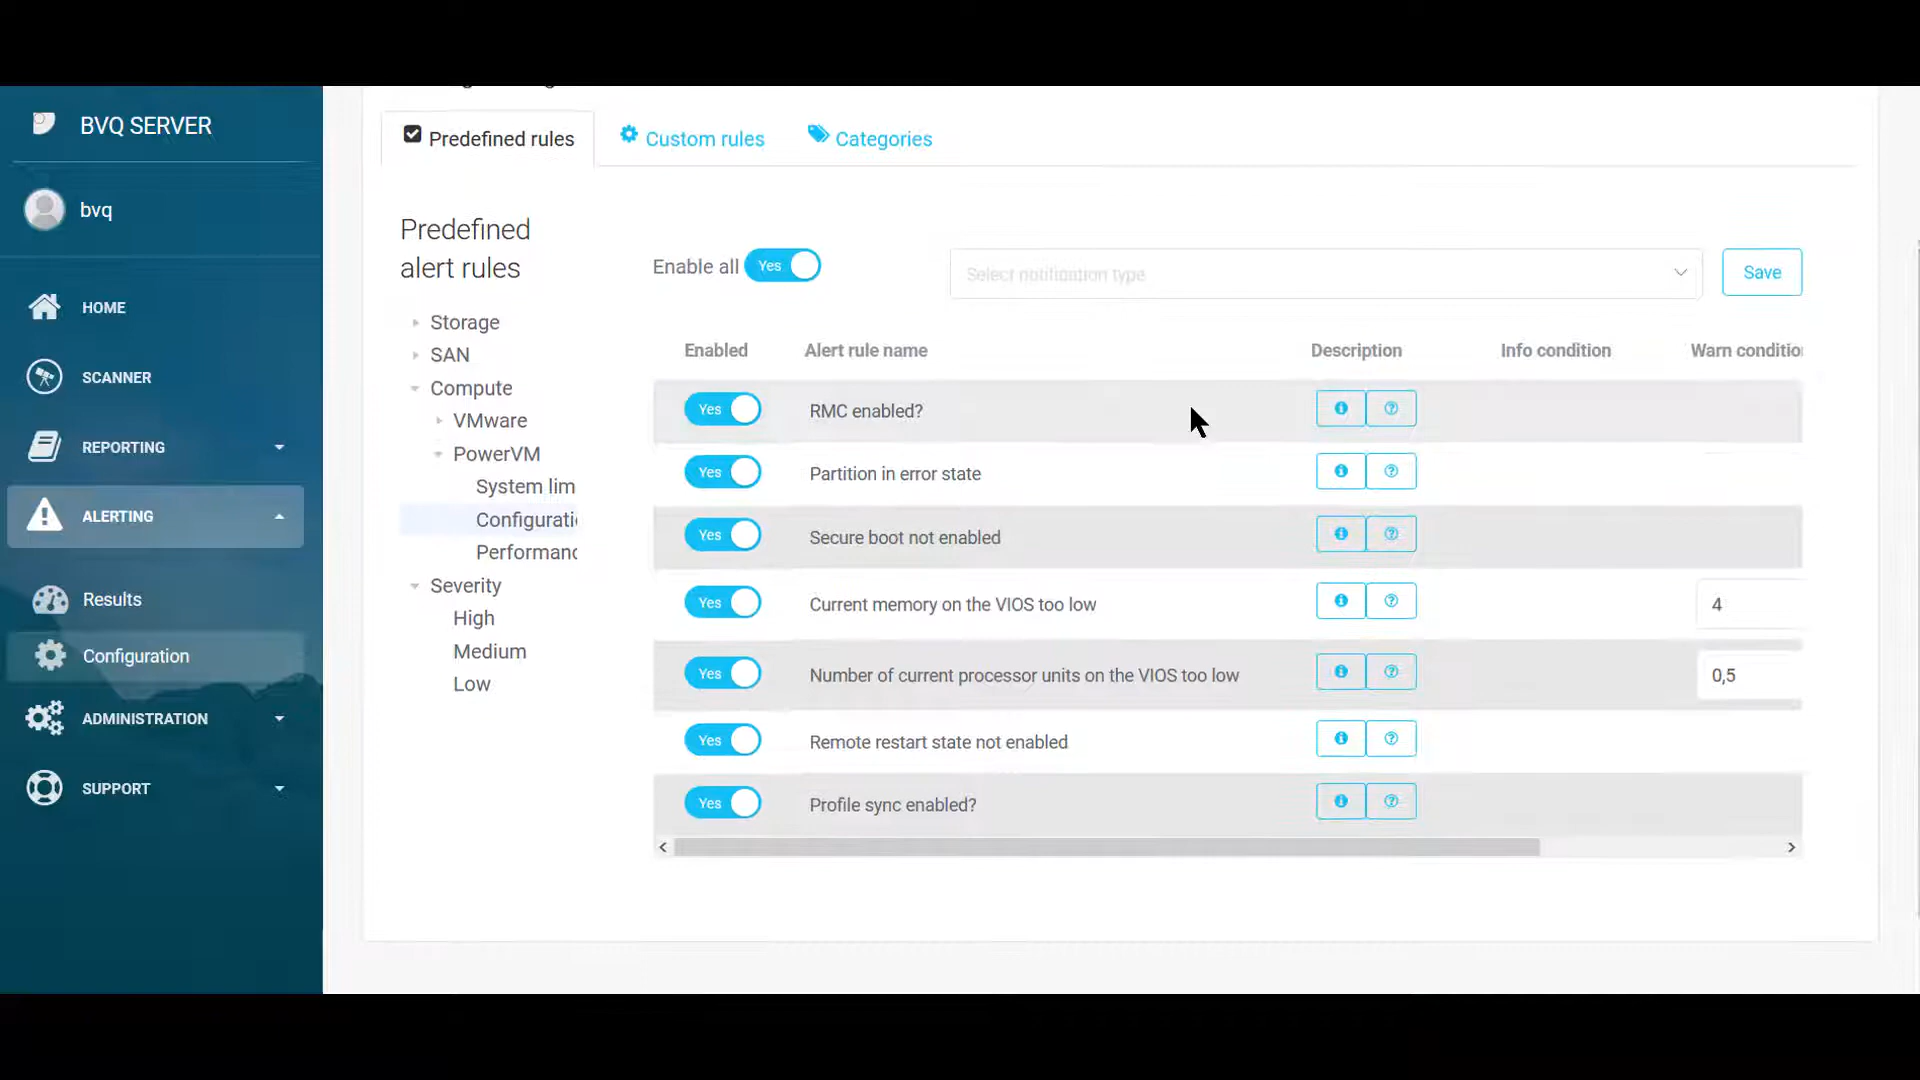 BVQ SERVER
bvq
HOME
SCANNER
REPORTING
ALERTING
Results
Configuration
ADMINISTRATION
SUPPORT
Predefined rules
Custom rules
Categories
Predefined
alert rules
Storage
SAN
Compute
VMware
PowerVM
System lim
Configurati
Performanc
Severity
High
Medium
Low
Enable all Yes
Select notification type
Save
Enabled Alert rule name Description Info condition Warn condition
Yes RMC enabled?
Yes Partition in error state
Yes Secure boot not enabled
Yes Current memory on the VIOS too low 4
Yes Number of current processor units on the VIOS too low 0,5
Yes Remote restart state not enabled
Yes Profile sync enabled?